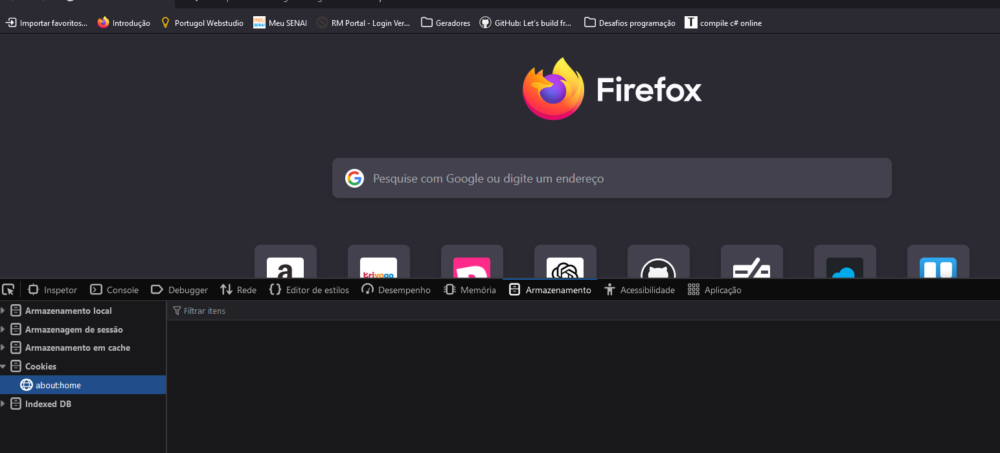 Importar favoritos... Introdução Portugol Webstudio meu SENAI Meu SENAI RM Portal - Login Ver... Geradores GitHub: Let's build fr... Desafios programação T compile c# online
Firefox
Pesquise com Google ou digite um endereço
Inspetor Console Debugger Rede Editor de estilos Desempenho Memória Armazenamento Acessibilidade Aplicação
Armazenamento local
Filtrar itens
Armazenagem de sessão
Armazenamento em cache
Cookies
about:home
Indexed DB